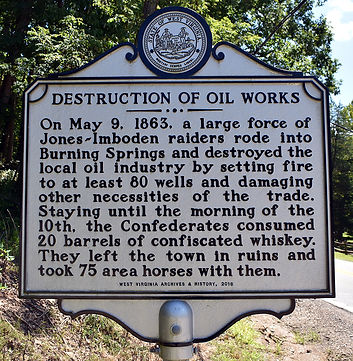 DESTRUCTION OF OIL WORKS
On May 9, 1863, a large force of
Jones-Imboden raiders rode into
Burning Springs and destroyed the
local oil industry by setting fire
to at least 80 wells and damaging
other necessities of the trade.
Staying until the morning of the
10th, the Confederates consumed
20 barrels of confiscated whiskey.
They left the town in ruins and
took 75 area horses with them.
WEST VIRGINIA ARCHIVES & HISTORY, 2018